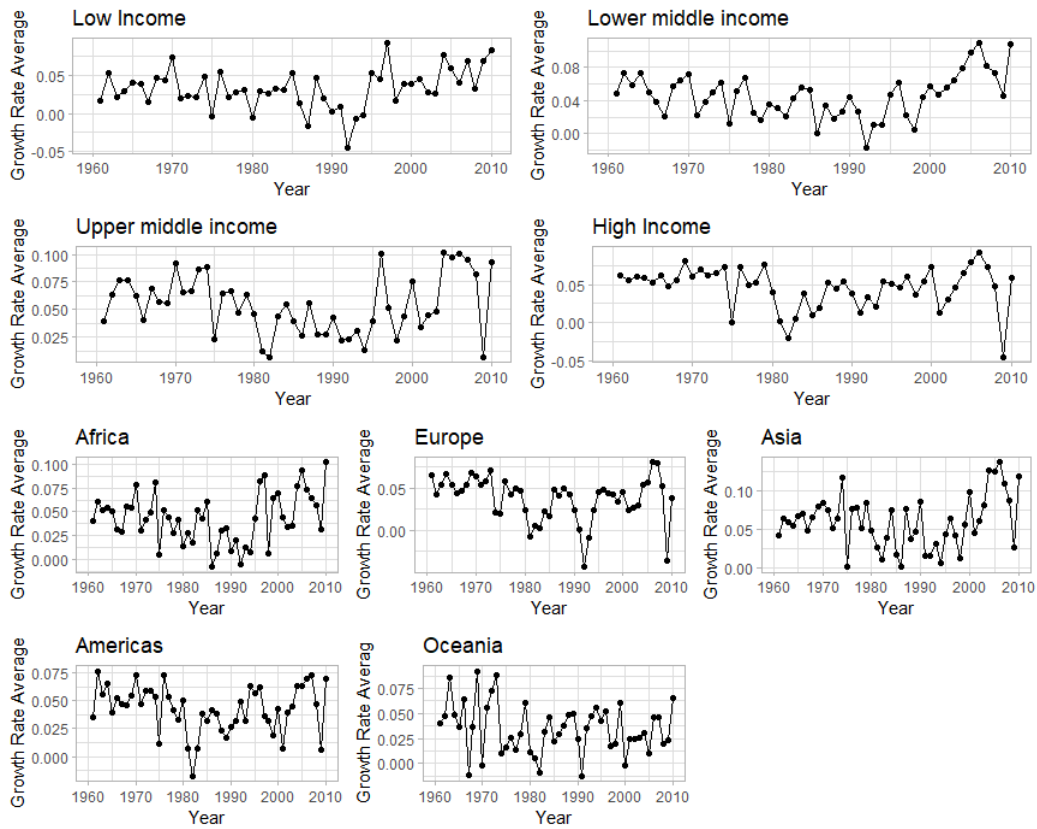 Low Income
Growth Rate Average
0.05
0.00
-0.05
1960 1970 1980 1990 2000 2010
Year
Lower middle income
Growth Rate Average
0.08
0.04
0.00
1960 1970 1980 1990 2000 2010
Year
Upper middle income
Growth Rate Average
0.100
0.075
0.050
0.025
1960 1970 1980 1990 2000 2010
Year
High Income
Growth Rate Average
0.05
0.00
-0.05
1960 1970 1980 1990 2000 2010
Year
Africa
Growth Rate Average
0.100
0.075
0.050
0.025
0.000
1960 1970 1980 1990 2000 2010
Year
Europe
Growth Rate Average
0.05
0.00
1960 1970 1980 1990 2000 2010
Year
Asia
Growth Rate Average
0.10
0.05
0.00
1960 1970 1980 1990 2000 2010
Year
Americas
Growth Rate Average
0.075
0.050
0.025
0.000
1960 1970 1980 1990 2000 2010
Year
Oceania
Growth Rate Averag
0.075
0.050
0.025
0.000
1960 1970 1980 1990 2000 2010
Year